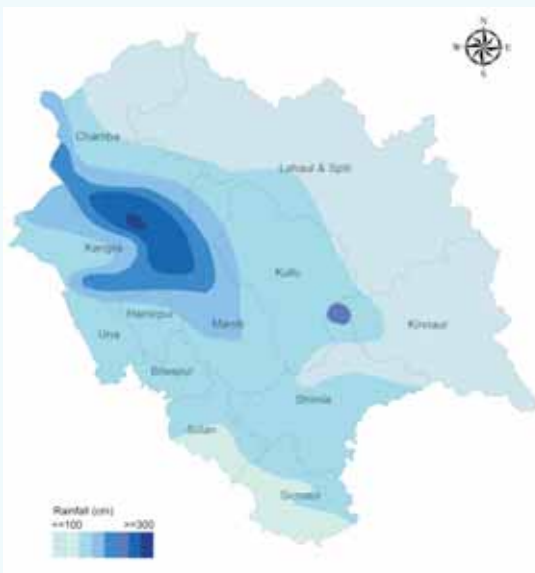 N
W E
S
Chamba
Lahaul & Spiti
Kangra
Kullu
Hamirpur
Mandi
Kinnaur
Una
Bilaspur
Shimla
Solan
Sirmaur
Rainfall (cm)
<=100 >=300